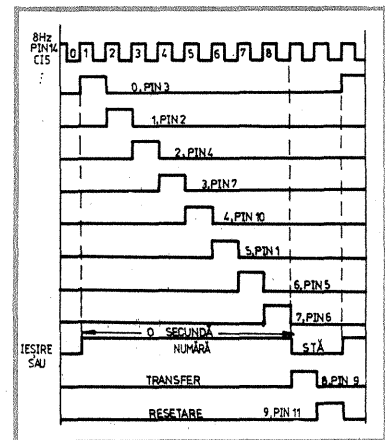 8Hz
PIN14
CI5
0 1 2 3 4 5 6 7 8
0, PIN 3
1, PIN 2
2, PIN 4
3, PIN 7
4, PIN 10
5, PIN 1
6, PIN 5
7, PIN 6
O SECUNDĂ
IEȘIRE
SAU
NUMĂRĂ
STĂ
TRANSFER
8, PIN 9
RESETARE
9, PIN 11